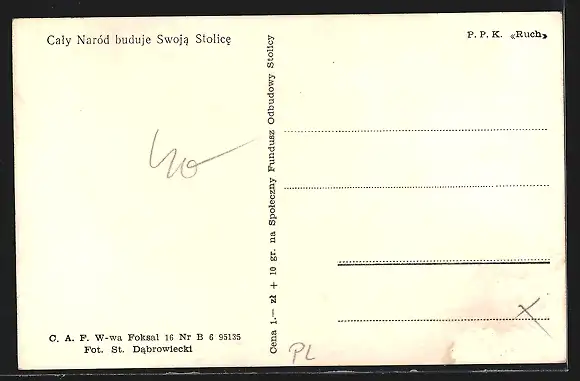 Cały Naród buduje Swoją Stolicę
P. P. K. «Ruch»
Cena 1.— zł + 10 gr. na Społeczny Fundusz Odbudowy Stolicy
C. A. F. W-wa Foksal 16 Nr B 6 95135
Fot. St. Dąbrowiecki
PL